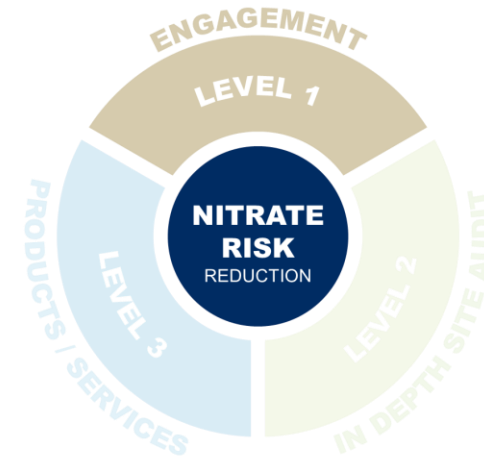 ENGAGEMENT
LEVEL 1
NITRATE
RISK
REDUCTION
LEVEL 2
IN DEPTH SITE AUDIT
LEVEL 3
PRODUCTS / SERVICES